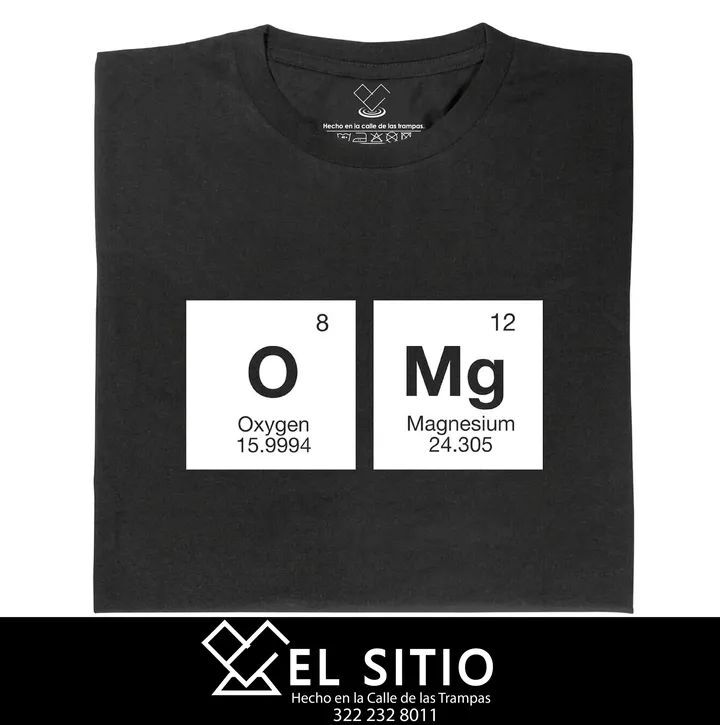 Hecho en la calle de las trampas.
8
12
O
Mg
Oxygen
Magnesium
15.9994
24.305
EL SITIO
Hecho en la Calle de las Trampas
322 232 8011